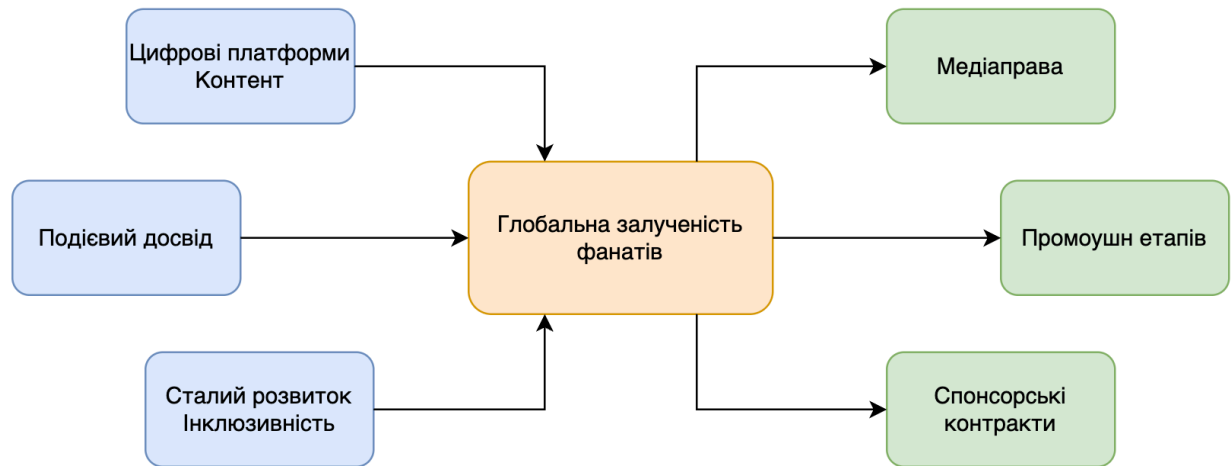 Цифрові платформи
Контент
Медіаправа
Подієвий досвід
Глобальна залученість
фанатів
Промоушн етапів
Сталий розвиток
Інклюзивність
Спонсорські
контракти